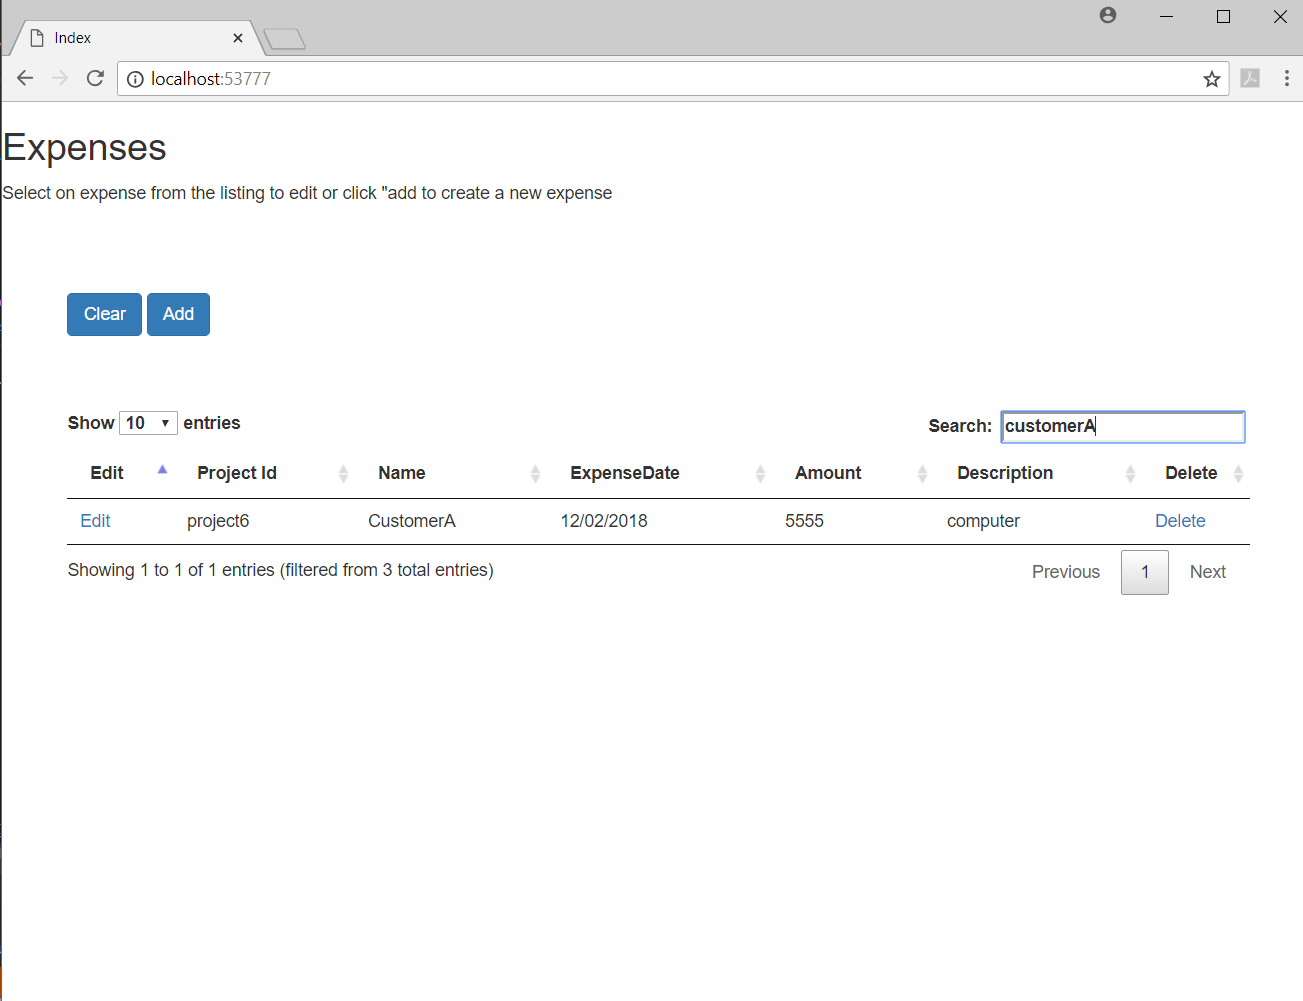 Index
localhost:53777
Expenses
Select on expense from the listing to edit or click "add to create a new expense
Clear Add
Show 10 entries Search: customerA
Edit Project Id Name ExpenseDate Amount Description Delete
Edit project6 CustomerA 12/02/2018 5555 computer Delete
Showing 1 to 1 of 1 entries (filtered from 3 total entries) Previous 1 Next